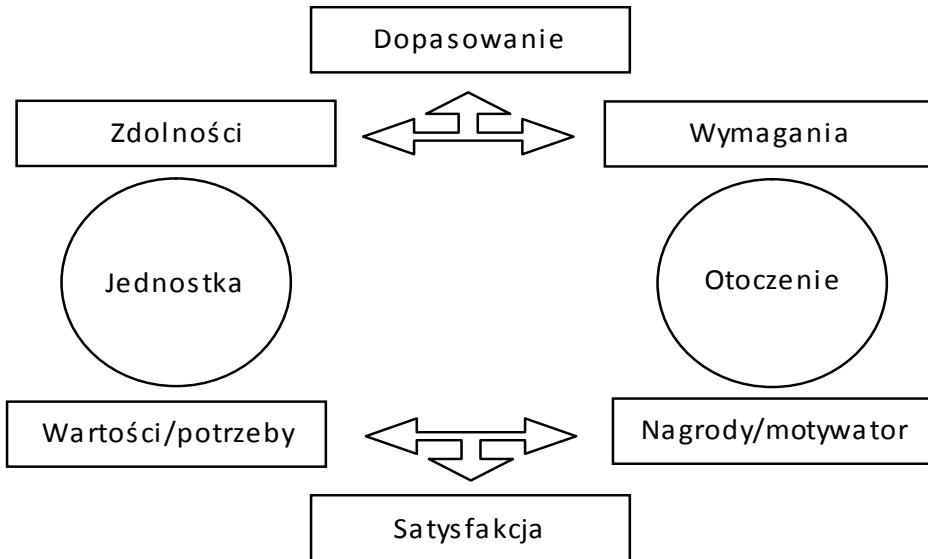 Dopasowanie
Zdolności
Wymagania
Jednostka
Otoczenie
Wartości/potrzeby
Nagrody/motywator
Satysfakcja